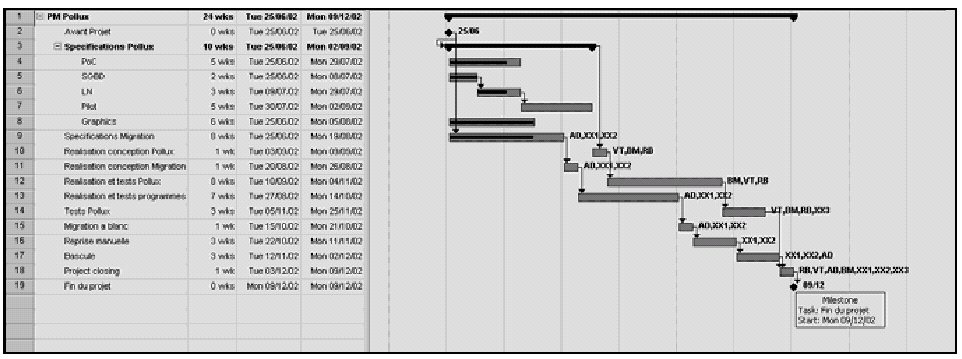 1 PM Pollux 24 wks Tue 25/06/02 Mon 09/12/02
2 Avant Projet 0 wks Tue 25/06/02 Tue 25/06/02 25/06
3 Specifications Pollux 10 wks Tue 25/06/02 Mon 02/09/02
4 PoC 5 wks Tue 25/06/02 Mon 29/07/02
5 SGBD 2 wks Tue 25/06/02 Mon 08/07/02
6 LN 3 wks Tue 09/07/02 Mon 29/07/02
7 Pilot 5 wks Tue 30/07/02 Mon 02/09/02
8 Graphics 6 wks Tue 25/06/02 Mon 05/08/02
9 Specifications Migration 8 wks Tue 25/06/02 Mon 19/08/02 AD,XX1,XX2
10 Realisation conception Pollux 1 wk Tue 03/09/02 Mon 09/09/02 VT,BM,RB
11 Realisation conception Migration 1 wk Tue 20/08/02 Mon 26/08/02 AD,XX1,XX2
12 Realisation et tests Pollux 8 wks Tue 10/09/02 Mon 04/11/02 BM,VT,RB
13 Realisation et tests programmes 7 wks Tue 27/08/02 Mon 14/10/02 AD,XX1,XX2
14 Tests Pollux 3 wks Tue 05/11/02 Mon 25/11/02 VT,BM,RB,XX3
15 Migration a blanc 1 wk Tue 15/10/02 Mon 21/10/02 AD,XX1,XX2
16 Reprise manuelle 3 wks Tue 22/10/02 Mon 11/11/02 XX1,XX2
17 Bascule 3 wks Tue 12/11/02 Mon 02/12/02 XX1,XX2,AD
18 Project closing 1 wk Tue 03/12/02 Mon 09/12/02 RB,VT,AD,BM,XX1,XX2,XX3
19 Fin du projet 0 wks Mon 09/12/02 Mon 09/12/02 09/12
Milestone
Task: Fin du projet
Start: Mon 09/12/02